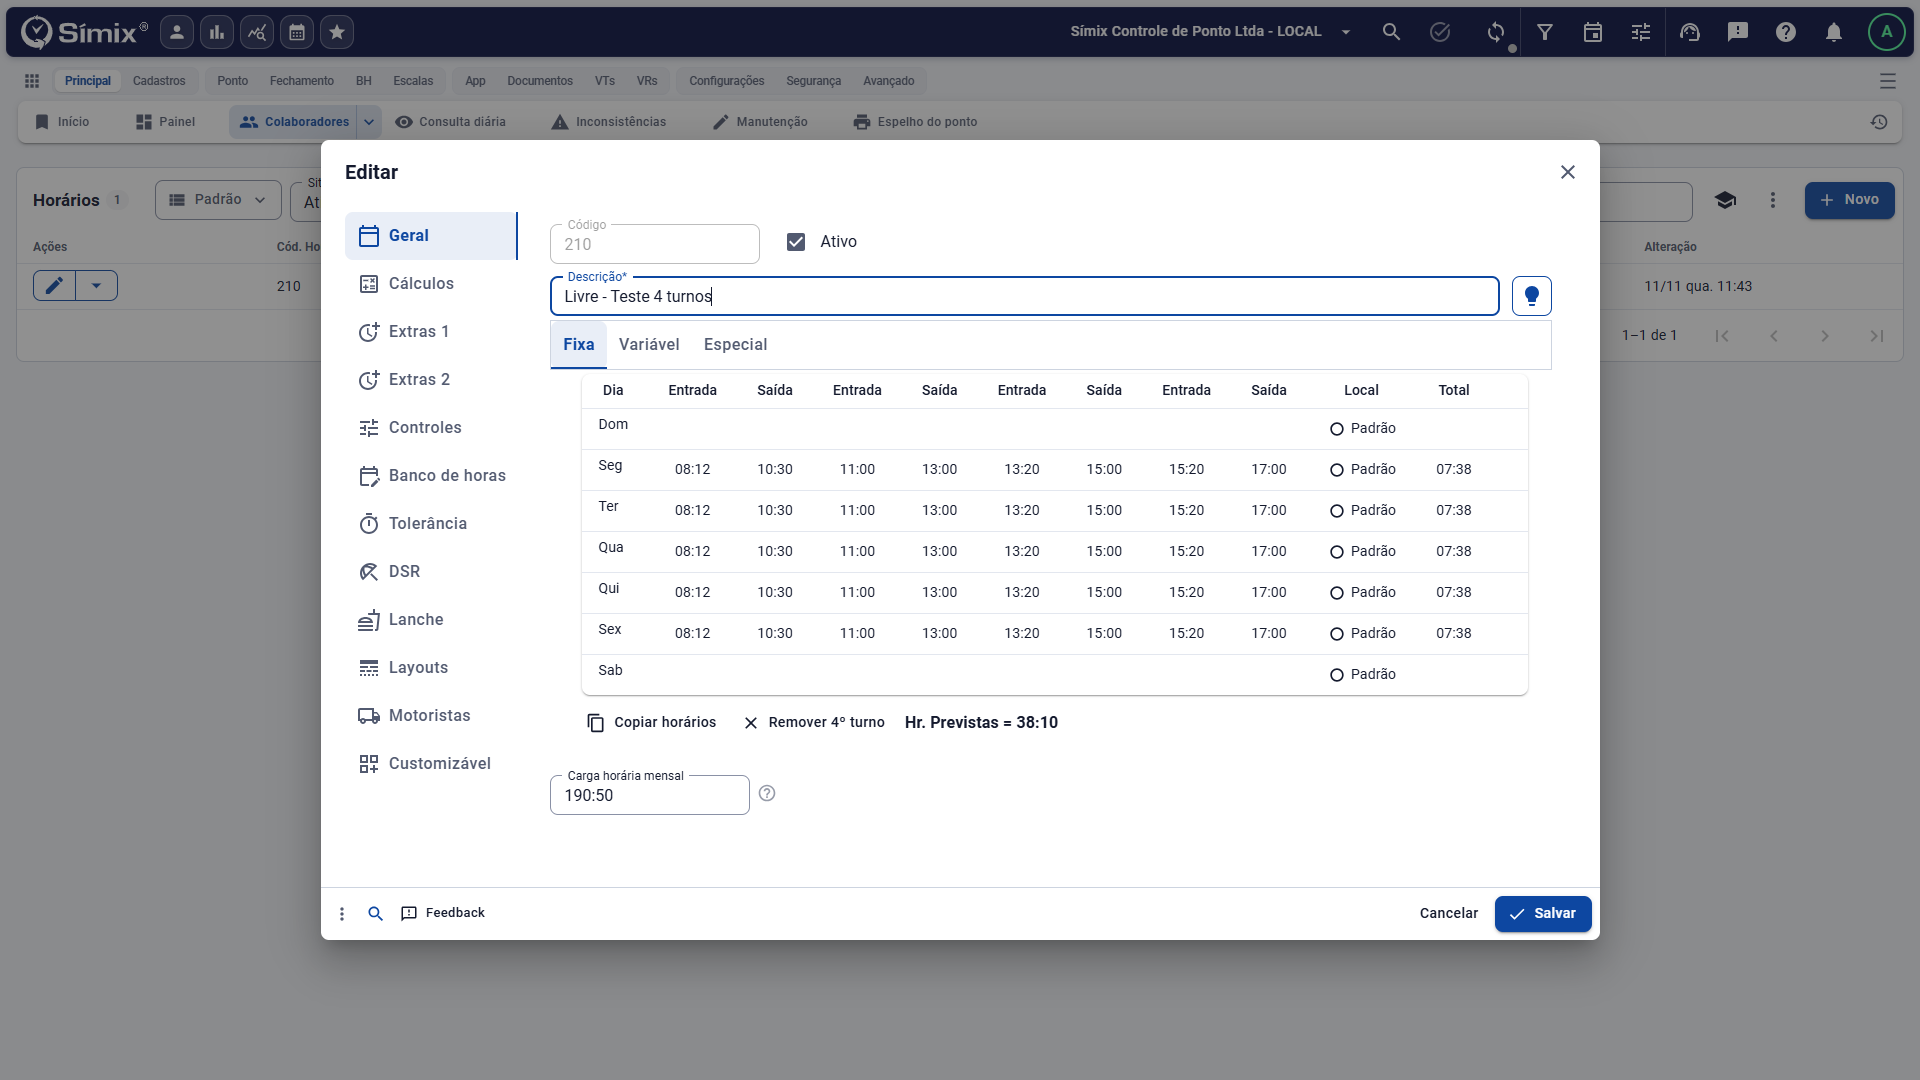 Símix®
Símix Controle de Ponto Ltda - LOCAL
A
Principal Cadastros Ponto Fechamento BH Escalas App Documentos VTs VRs Configurações Segurança Avançado
Início Painel Colaboradores Consulta diária Inconsistências Manutenção Espelho do ponto
Horários 1 Padrão Sit At Novo
Ações Cód. Ho Alteração
210 11/11 qua. 11:43
1–1 de 1
Editar
Geral
Cálculos
Extras 1
Extras 2
Controles
Banco de horas
Tolerância
DSR
Lanche
Layouts
Motoristas
Customizável
Código
210
Ativo
Descrição*
Livre - Teste 4 turnos
Fixa Variável Especial
Dia Entrada Saída Entrada Saída Entrada Saída Entrada Saída Local Total
Dom Padrão
Seg 08:12 10:30 11:00 13:00 13:20 15:00 15:20 17:00 Padrão 07:38
Ter 08:12 10:30 11:00 13:00 13:20 15:00 15:20 17:00 Padrão 07:38
Qua 08:12 10:30 11:00 13:00 13:20 15:00 15:20 17:00 Padrão 07:38
Qui 08:12 10:30 11:00 13:00 13:20 15:00 15:20 17:00 Padrão 07:38
Sex 08:12 10:30 11:00 13:00 13:20 15:00 15:20 17:00 Padrão 07:38
Sab Padrão
Copiar horários Remover 4º turno Hr. Previstas = 38:10
Carga horária mensal
190:50
Feedback
Cancelar Salvar